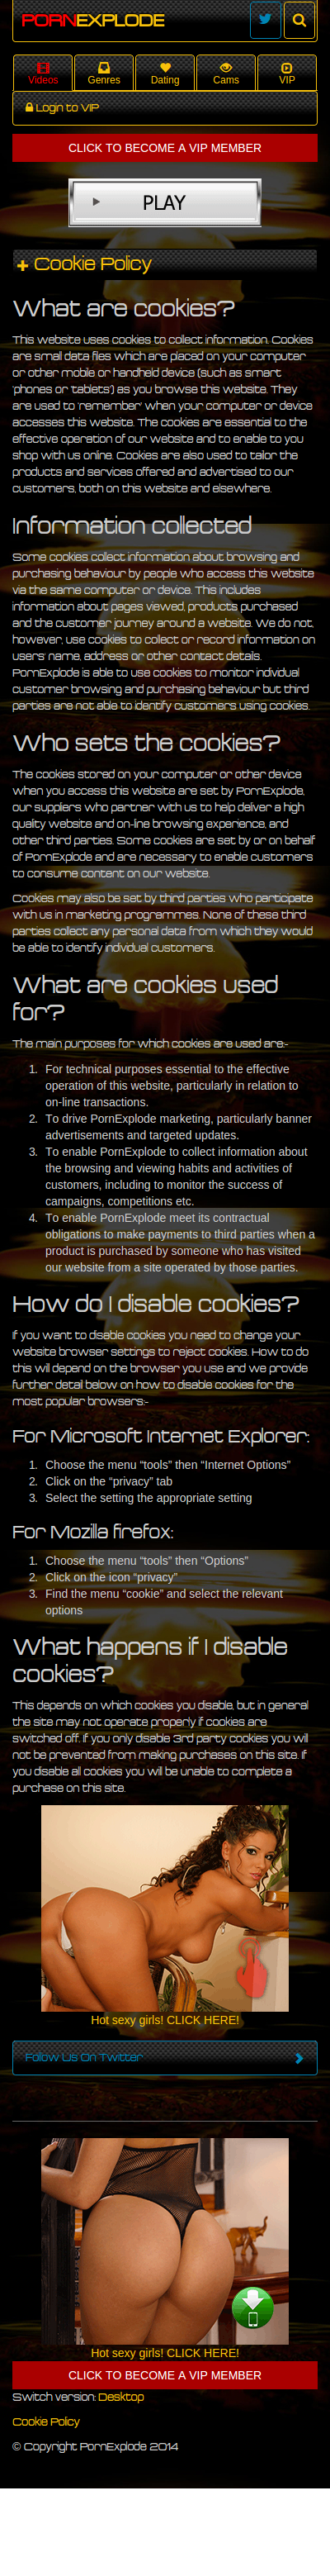 PORNEXPLODE
Videos
Genres
Dating
Cams
VIP
Login to VIP
CLICK TO BECOME A VIP MEMBER
PLAY
Cookie Policy
What are cookies?
This website uses cookies to collect information. Cookies
are small data files which are placed on your computer
or other mobile or handheld device (such as smart
'phones or 'tablets') as you browse this website. They
are used to 'remember' when your computer or device
accesses this website. The cookies are essential to the
effective operation of our website and to enable to you
shop with us online. Cookies are also used to tailor the
products and services offered and advertised to our
customers, both on this website and elsewhere.
Information collected
Some cookies collect information about browsing and
purchasing behaviour by people who access this website
via the same computer or device. This includes
information about pages viewed, products purchased
and the customer journey around a website. We do not,
however, use cookies to collect or record information on
users' name, address or other contact details.
PornExplode is able to use cookies to monitor individual
customer browsing and purchasing behaviour but third
parties are not able to identify customers using cookies.
Who sets the cookies?
The cookies stored on your computer or other device
when you access this website are set by PornExplode,
our suppliers who partner with us to help deliver a high
quality website and on-line browsing experience, and
other third parties. Some cookies are set by or on behalf
of PornExplode and are necessary to enable customers
to consume content on our website.
Cookies may also be set by third parties who participate
with us in marketing programmes. None of these third
parties collect any personal data from which they would
be able to identify individual customers.
What are cookies used
for?
The main purposes for which cookies are used are:-
1. For technical purposes essential to the effective
operation of this website, particularly in relation to
on-line transactions.
2. To drive PornExplode marketing, particularly banner
advertisements and targeted updates.
3. To enable PornExplode to collect information about
the browsing and viewing habits and activities of
customers, including to monitor the success of
campaigns, competitions etc.
4. To enable PornExplode meet its contractual
obligations to make payments to third parties when a
product is purchased by someone who has visited
our website from a site operated by those parties.
How do I disable cookies?
If you want to disable cookies you need to change your
website browser settings to reject cookies. How to do
this will depend on the browser you use and we provide
further detail below on how to disable cookies for the
most popular browsers:-
For Microsoft Internet Explorer:
1. Choose the menu “tools” then “Internet Options”
2. Click on the “privacy” tab
3. Select the setting the appropriate setting
For Mozilla firefox:
1. Choose the menu “tools” then “Options”
2. Click on the icon “privacy”
3. Find the menu “cookie” and select the relevant
options
What happens if I disable
cookies?
This depends on which cookies you disable, but in general
the site may not operate properly if cookies are
switched off. If you only disable 3rd party cookies you will
not be prevented from making purchases on this site. If
you disable all cookies you will be unable to complete a
purchase on this site.
Hot sexy girls! CLICK HERE!
Follow Us On Twitter
Hot sexy girls! CLICK HERE!
CLICK TO BECOME A VIP MEMBER
Switch version: Desktop
Cookie Policy
© Copyright PornExplode 2014